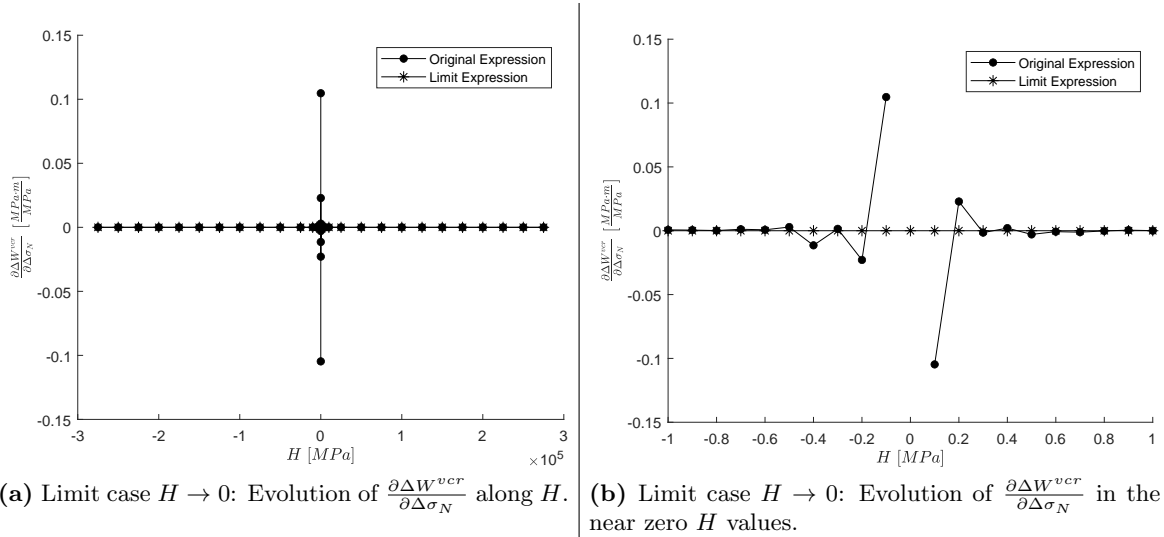 0.15
0.1
0.05
0
-0.05
-0.1
-0.15
∂ΔW^{vcr}/∂Δσ_N [MPa·m/MPa]
Original Expression
Limit Expression
-3 -2 -1 0 1 2 3
H [MPa]
×10^5
(a) Limit case H → 0: Evolution of ∂ΔW^{vcr}/∂Δσ_N along H.
0.15
0.1
0.05
0
-0.05
-0.1
-0.15
∂ΔW^{vcr}/∂Δσ_N [MPa·m/MPa]
Original Expression
Limit Expression
-1 -0.8 -0.6 -0.4 -0.2 0 0.2 0.4 0.6 0.8 1
H [MPa]
(b) Limit case H → 0: Evolution of ∂ΔW^{vcr}/∂Δσ_N in the
near zero H values.